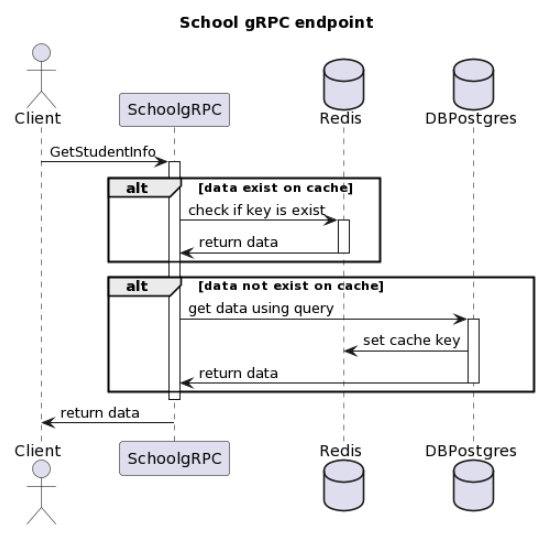 School gRPC endpoint
Client
SchoolgRPC
Redis
DBPostgres
GetStudentInfo
alt [data exist on cache]
check if key is exist
return data
alt [data not exist on cache]
get data using query
set cache key
return data
return data
Client
SchoolgRPC
Redis
DBPostgres